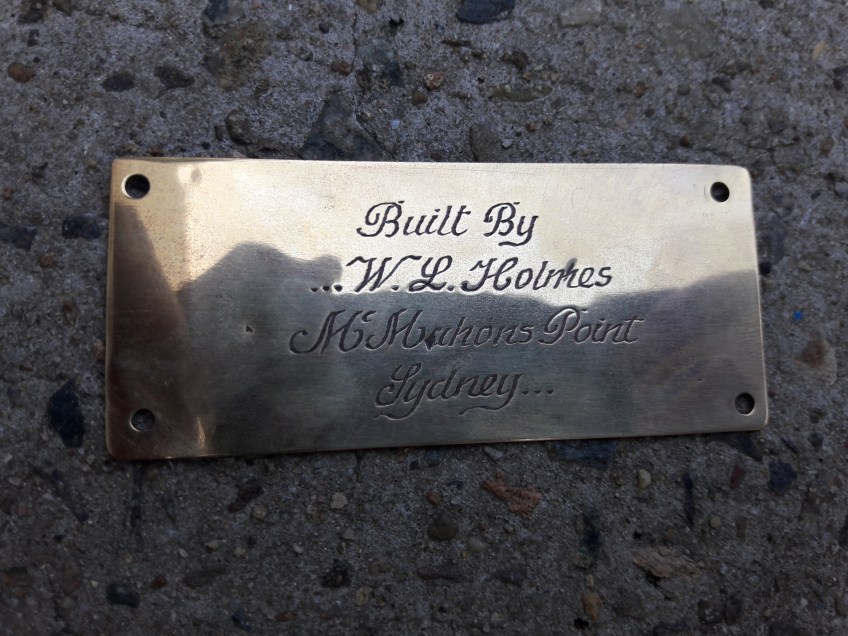 Built By
...W. L. Holmes
McMahons Point
Sydney...